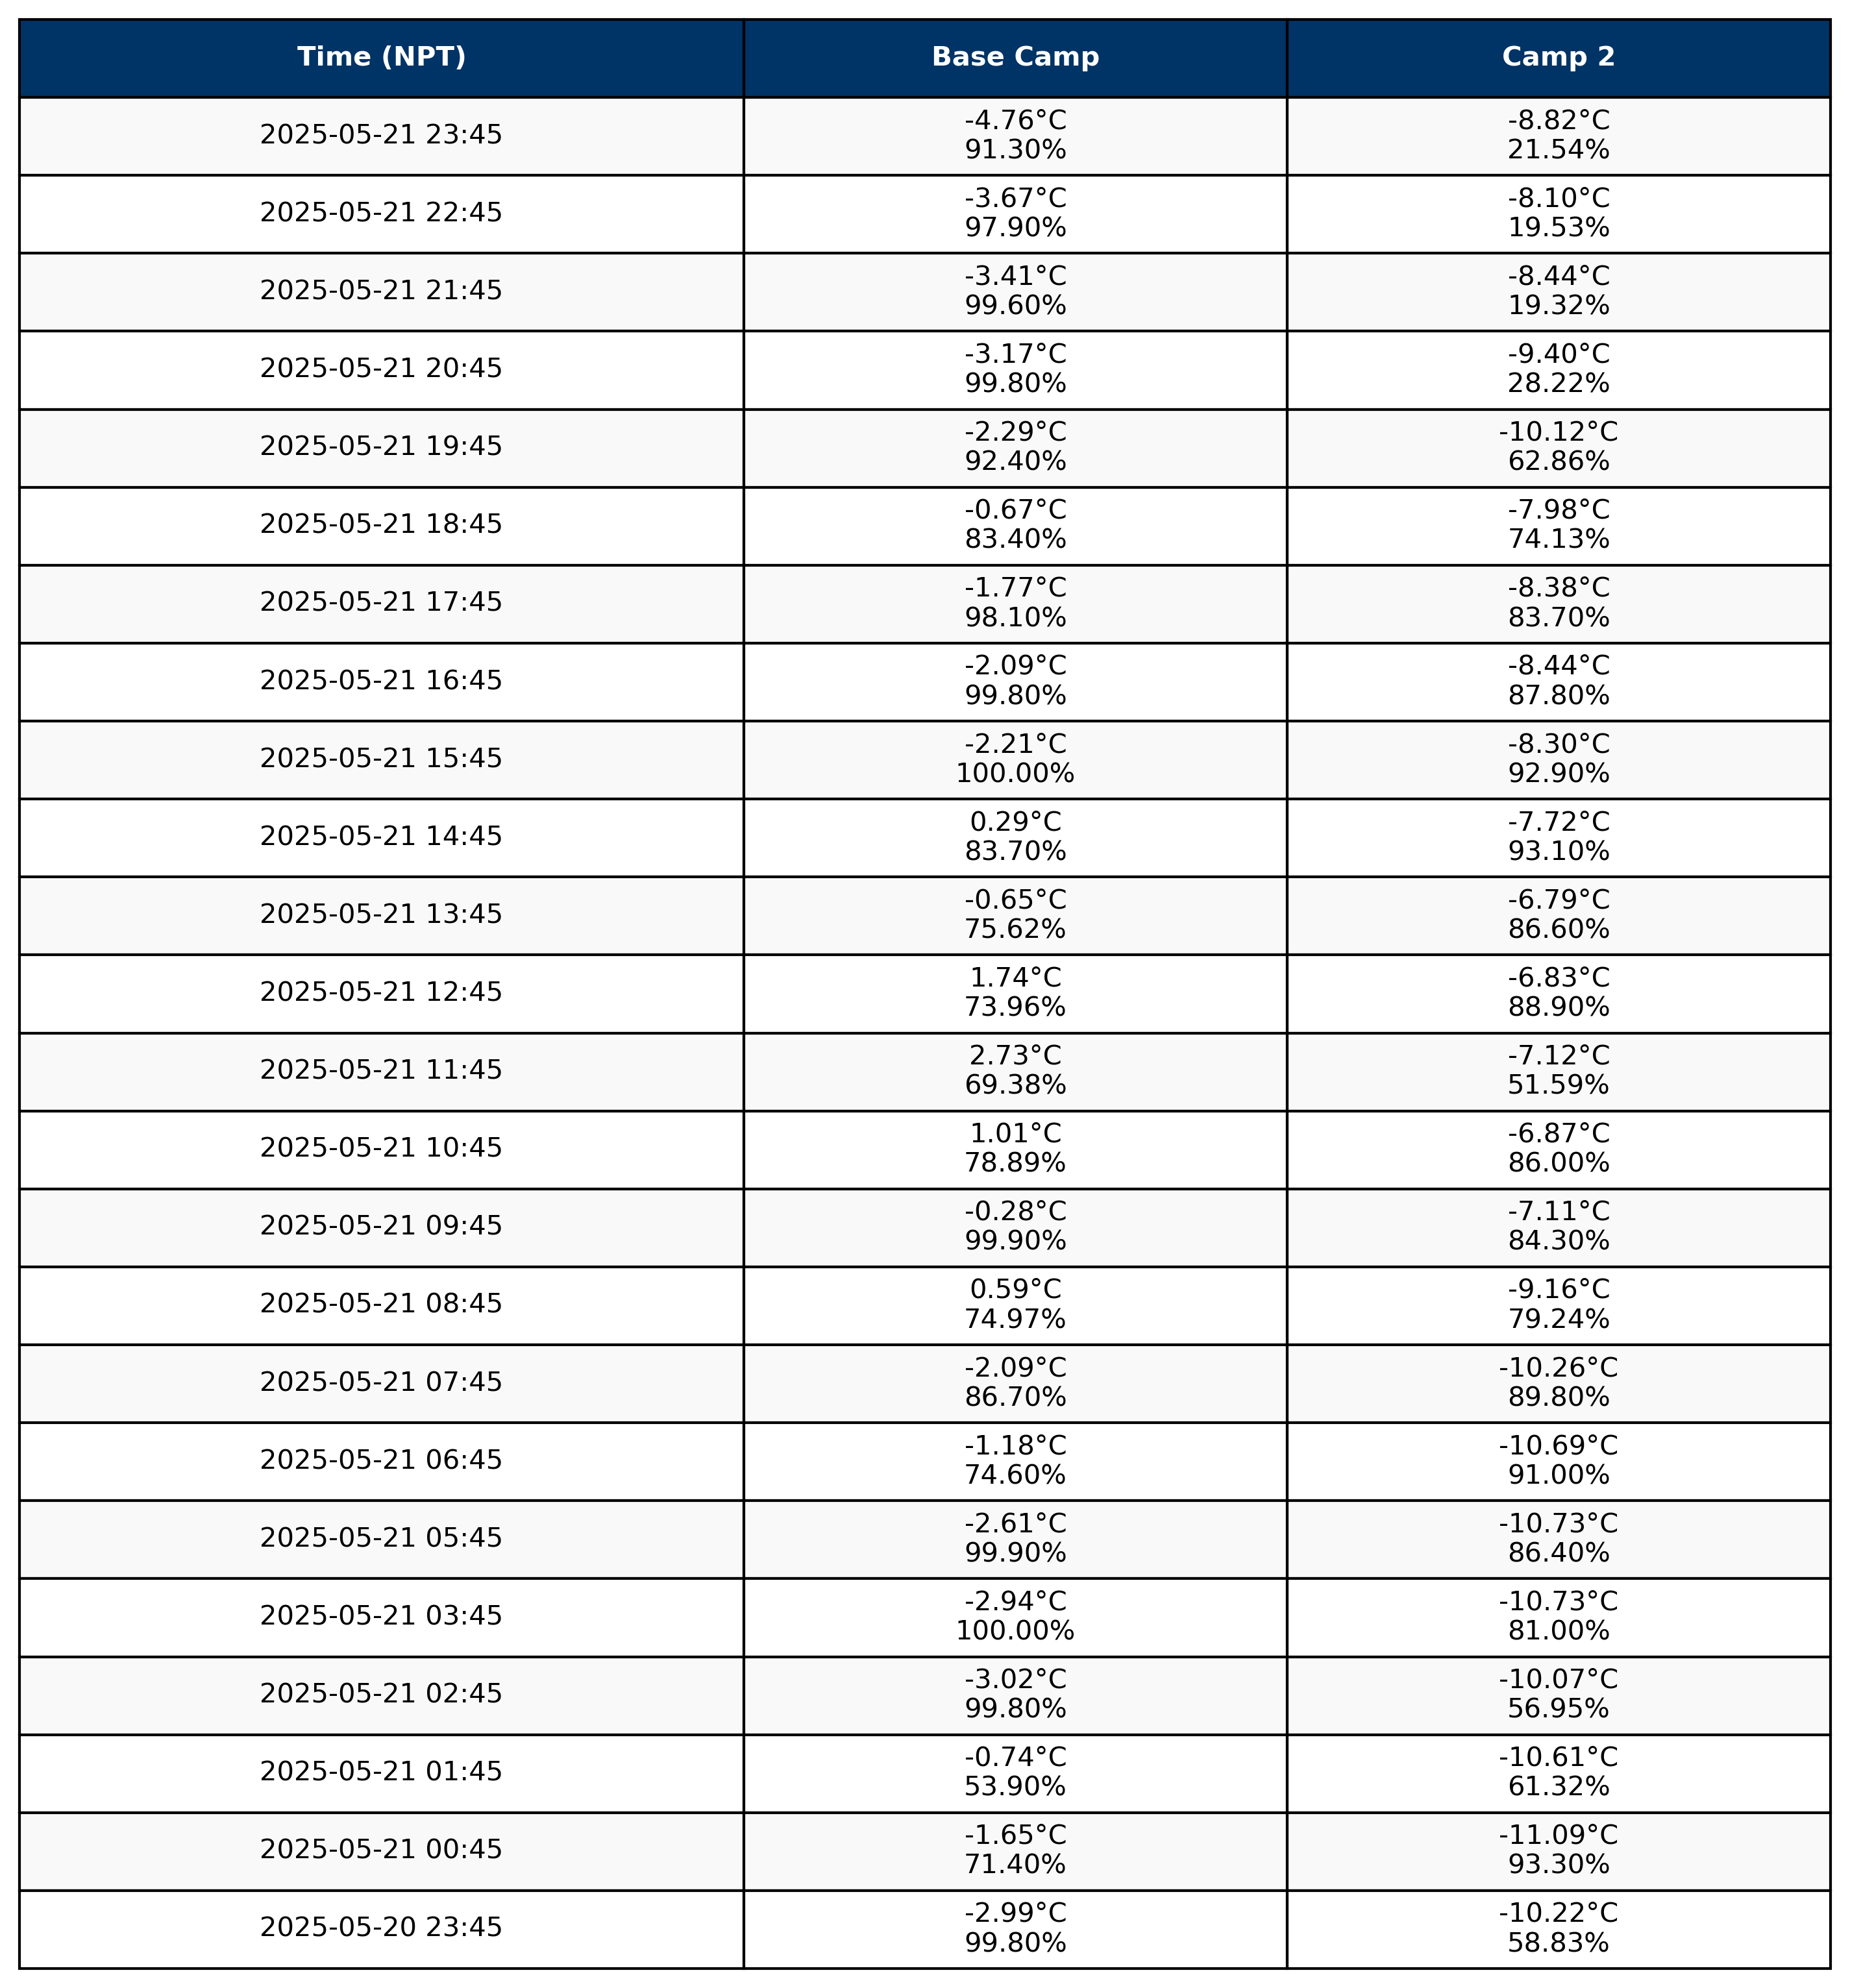 Time (NPT) Base Camp Camp 2
2025-05-21 23:45 -4.76°C -8.82°C
91.30% 21.54%
2025-05-21 22:45 -3.67°C -8.10°C
97.90% 19.53%
2025-05-21 21:45 -3.41°C -8.44°C
99.60% 19.32%
2025-05-21 20:45 -3.17°C -9.40°C
99.80% 28.22%
2025-05-21 19:45 -2.29°C -10.12°C
92.40% 62.86%
2025-05-21 18:45 -0.67°C -7.98°C
83.40% 74.13%
2025-05-21 17:45 -1.77°C -8.38°C
98.10% 83.70%
2025-05-21 16:45 -2.09°C -8.44°C
99.80% 87.80%
2025-05-21 15:45 -2.21°C -8.30°C
100.00% 92.90%
2025-05-21 14:45 0.29°C -7.72°C
83.70% 93.10%
2025-05-21 13:45 -0.65°C -6.79°C
75.62% 86.60%
2025-05-21 12:45 1.74°C -6.83°C
73.96% 88.90%
2025-05-21 11:45 2.73°C -7.12°C
69.38% 51.59%
2025-05-21 10:45 1.01°C -6.87°C
78.89% 86.00%
2025-05-21 09:45 -0.28°C -7.11°C
99.90% 84.30%
2025-05-21 08:45 0.59°C -9.16°C
74.97% 79.24%
2025-05-21 07:45 -2.09°C -10.26°C
86.70% 89.80%
2025-05-21 06:45 -1.18°C -10.69°C
74.60% 91.00%
2025-05-21 05:45 -2.61°C -10.73°C
99.90% 86.40%
2025-05-21 03:45 -2.94°C -10.73°C
100.00% 81.00%
2025-05-21 02:45 -3.02°C -10.07°C
99.80% 56.95%
2025-05-21 01:45 -0.74°C -10.61°C
53.90% 61.32%
2025-05-21 00:45 -1.65°C -11.09°C
71.40% 93.30%
2025-05-20 23:45 -2.99°C -10.22°C
99.80% 58.83%